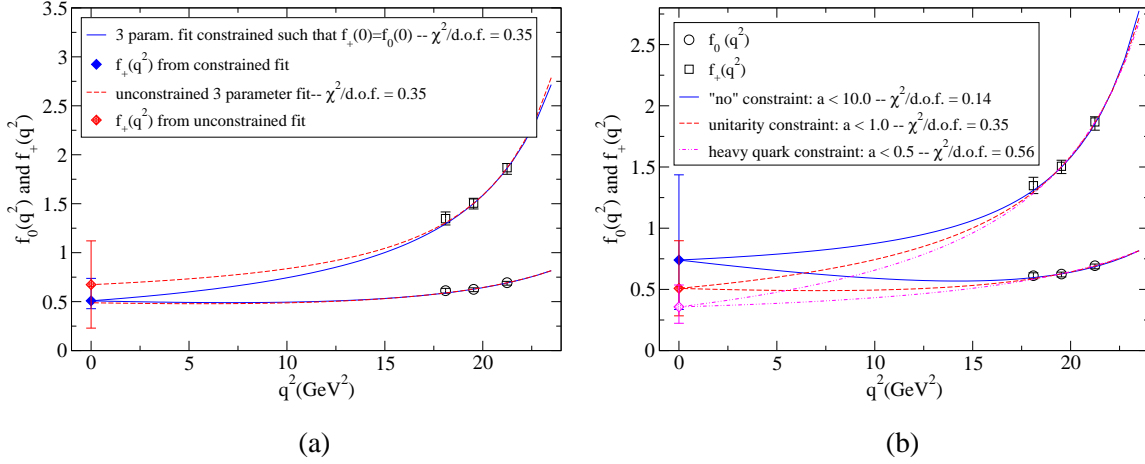 3 param. fit constrained such that f₊(0)=f₀(0) -- χ²/d.o.f. = 0.35
f₊(q²) from constrained fit
unconstrained 3 parameter fit-- χ²/d.o.f. = 0.35
f₊(q²) from unconstrained fit
f₀(q²) and f₊(q²)
0
0.5
1
1.5
2
2.5
3
3.5
0
5
10
15
20
q²(GeV²)
(a)
f₀ (q²)
f₊(q²)
"no" constraint: a < 10.0 -- χ²/d.o.f. = 0.14
unitarity constraint: a < 1.0 -- χ²/d.o.f. = 0.35
heavy quark constraint: a < 0.5 -- χ²/d.o.f. = 0.56
f₀(q²) and f₊(q²)
0
0.5
1
1.5
2
2.5
0
5
10
15
20
q²(GeV²)
(b)